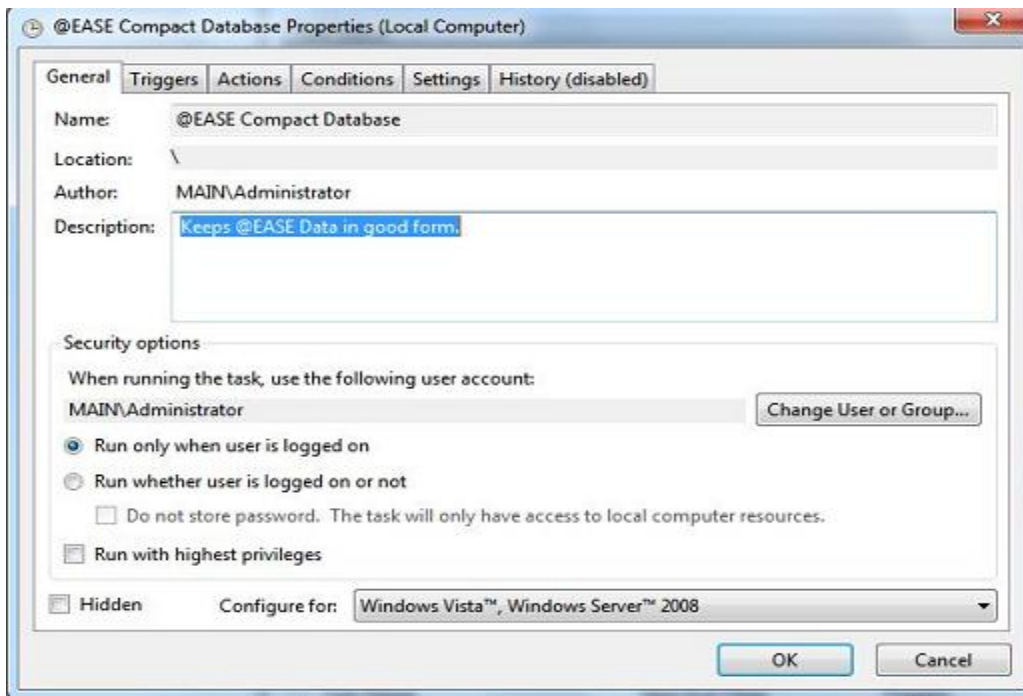 @EASE Compact Database Properties (Local Computer)
General Triggers Actions Conditions Settings History (disabled)
Name: @EASE Compact Database
Location: \
Author: MAIN\Administrator
Description: Keeps @EASE Data in good form.
Security options
When running the task, use the following user account:
MAIN\Administrator Change User or Group...
Run only when user is logged on
Run whether user is logged on or not
Do not store password. The task will only have access to local computer resources.
Run with highest privileges
Hidden Configure for: Windows Vista™, Windows Server™ 2008
OK Cancel